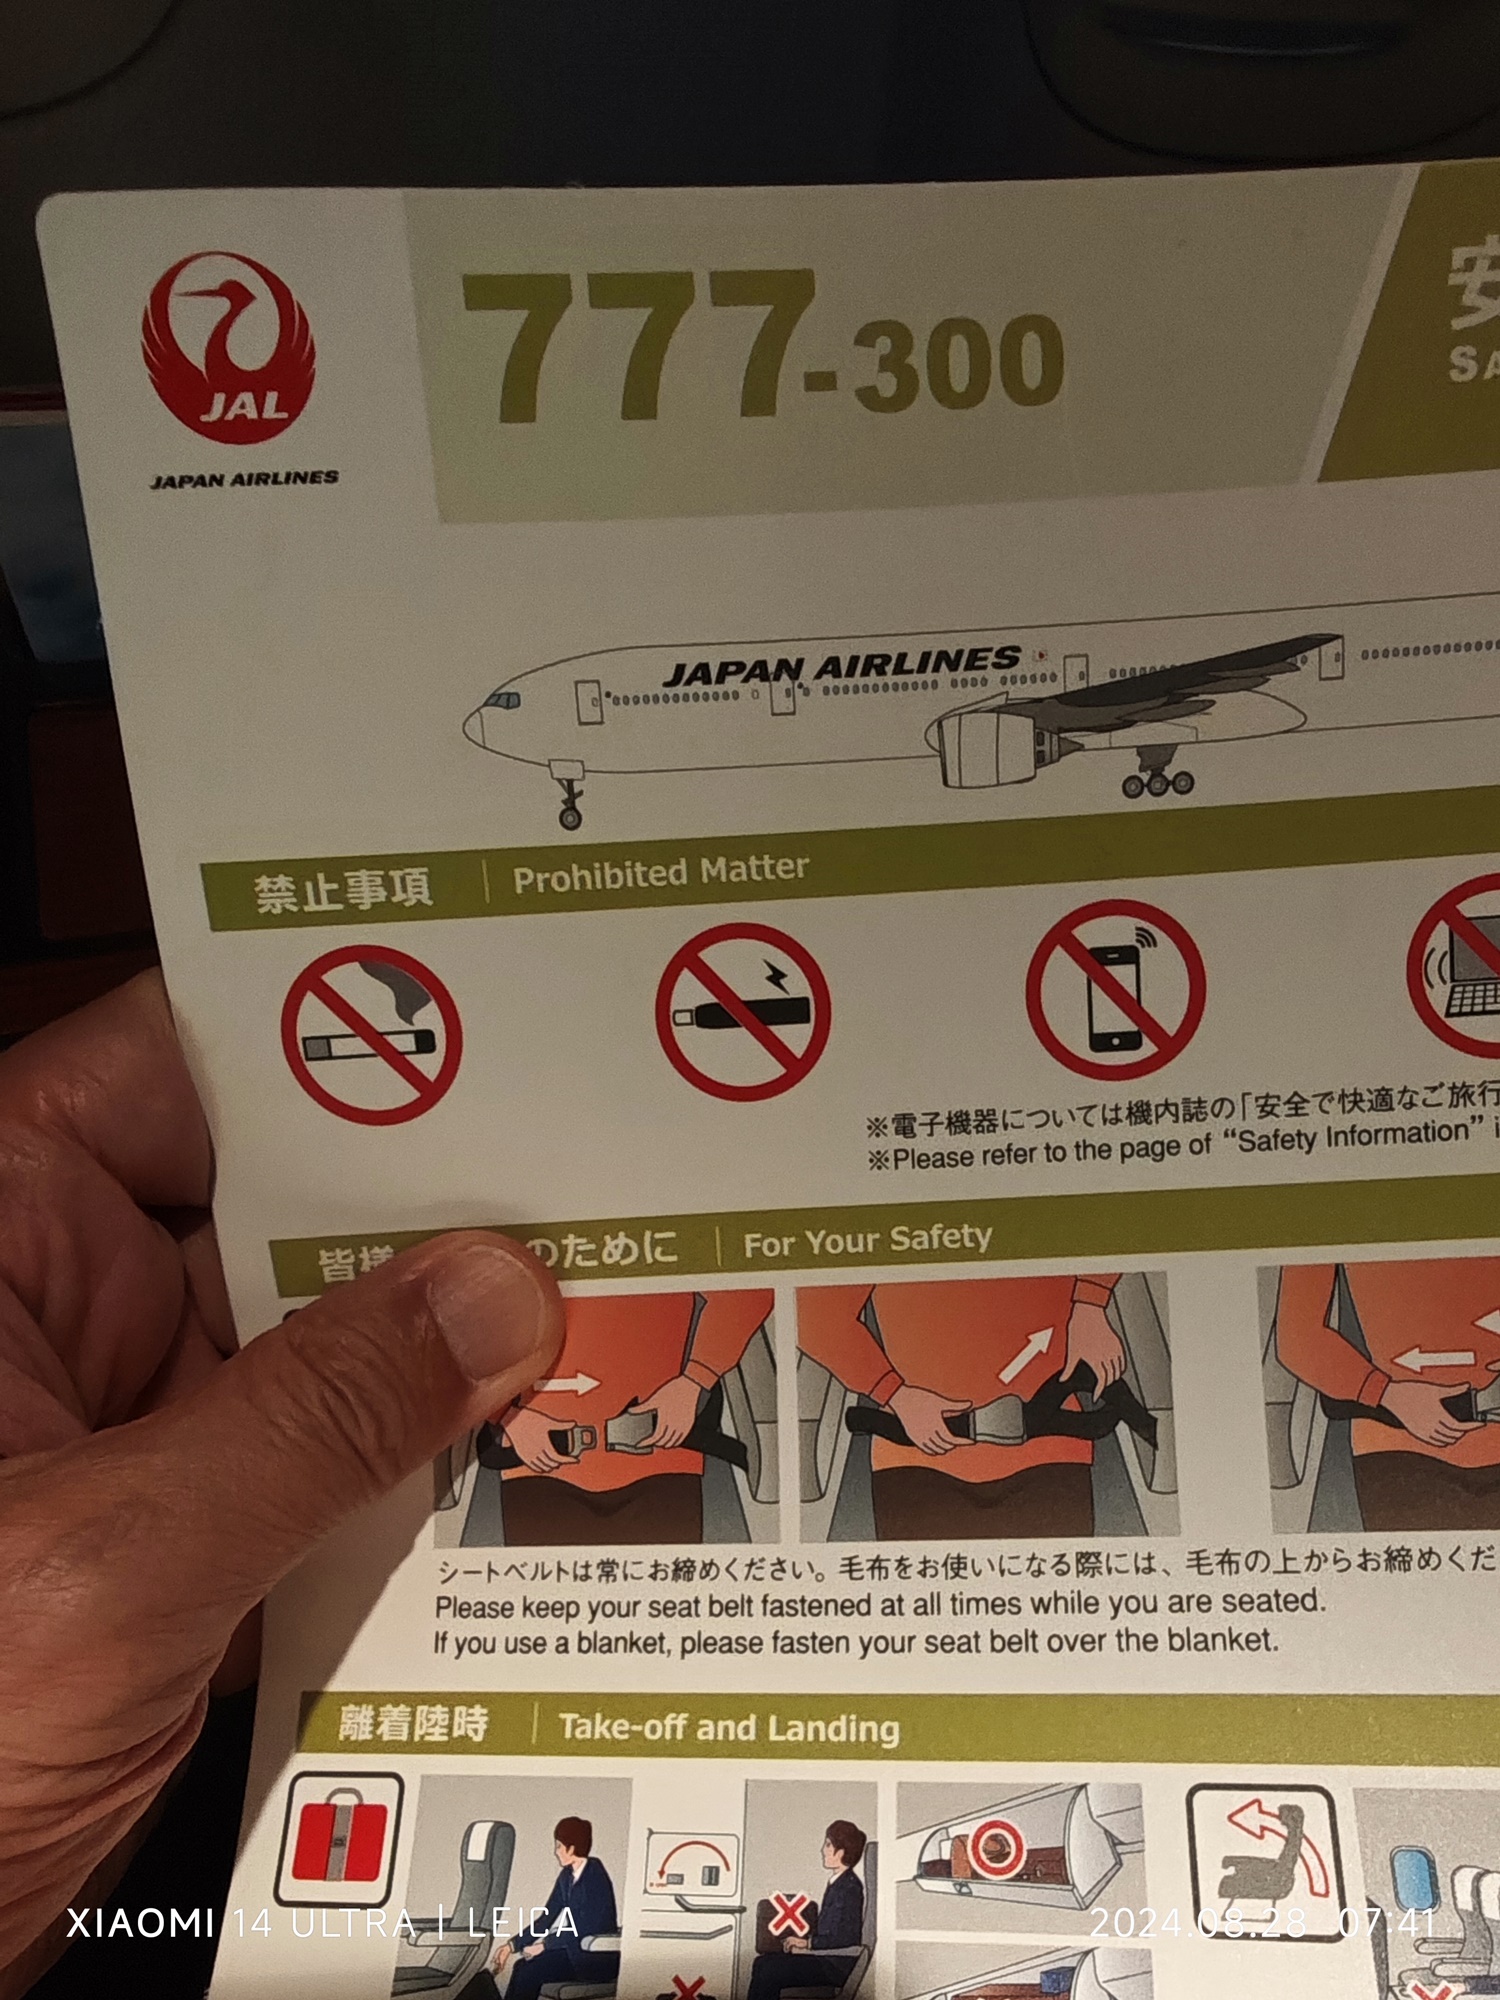 JAL
JAPAN AIRLINES
777-300
安
SA
JAPAN AIRLINES
禁止事項 | Prohibited Matter
※電子機器については機内誌の「安全で快適なご旅行
※Please refer to the page of “Safety Information” i
皆様 のために | For Your Safety
シートベルトは常にお締めください。毛布をお使いになる際には、毛布の上からお締めくだ
Please keep your seat belt fastened at all times while you are seated.
If you use a blanket, please fasten your seat belt over the blanket.
離着陸時 | Take-off and Landing
XIAOMI 14 ULTRA | LEICA
2024.08.28 07:41